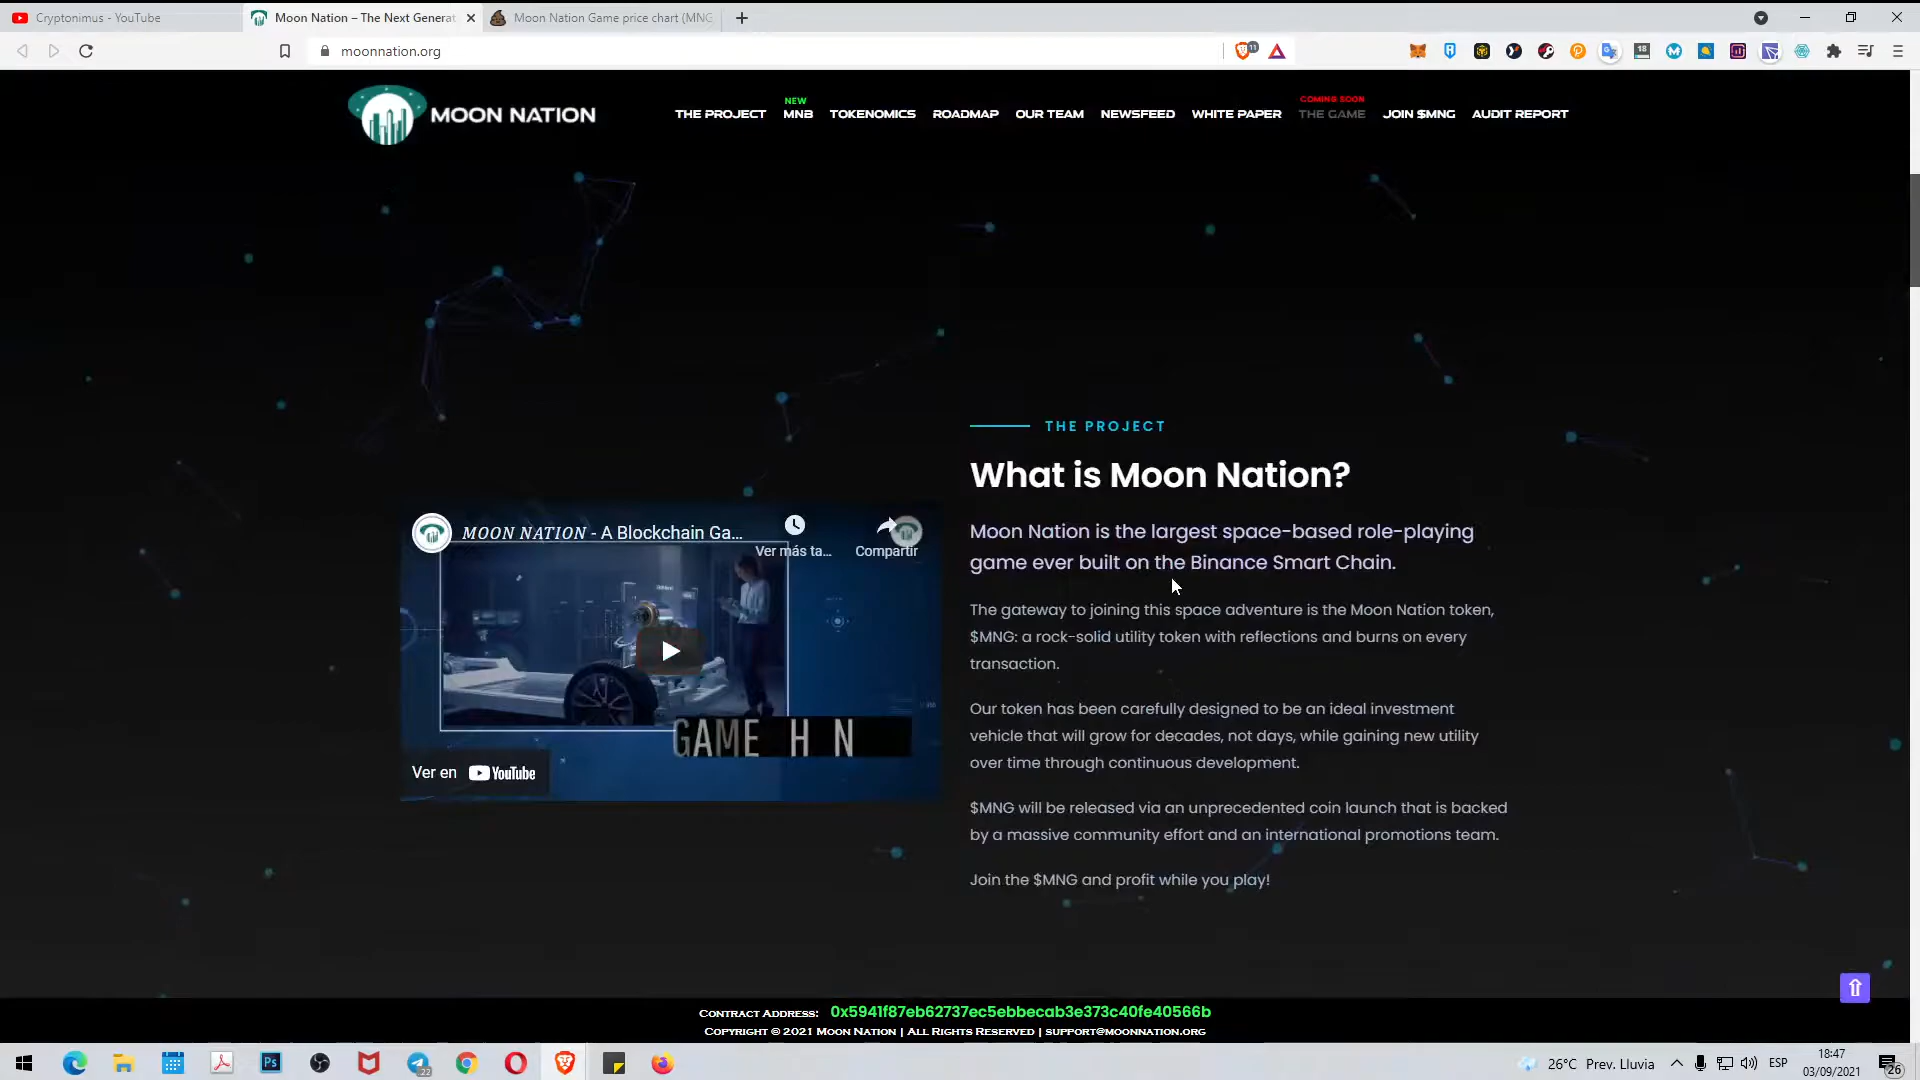 Cryptonimus - YouTube
Moon Nation – The Next Generat
Moon Nation Game price chart (MNG
moonnation.org
11
18
MOON NATION
THE PROJECT
NEW
MNB
TOKENOMICS
ROADMAP
OUR TEAM
NEWSFEED
WHITE PAPER
COMING SOON
THE GAME
JOIN $MNG
AUDIT REPORT
THE PROJECT
What is Moon Nation?
Moon Nation is the largest space-based role-playing
game ever built on the Binance Smart Chain.
The gateway to joining this space adventure is the Moon Nation token,
$MNG: a rock-solid utility token with reflections and burns on every
transaction.
Our token has been carefully designed to be an ideal investment
vehicle that will grow for decades, not days, while gaining new utility
over time through continuous development.
$MNG will be released via an unprecedented coin launch that is backed
by a massive community effort and an international promotions team.
Join the $MNG and profit while you play!
MOON NATION - A Blockchain Ga...
Ver más ta...
Compartir
GAME H N
Ver en YouTube
Contract Address: 0x5941f87eb62737ec5ebbecab3e373c40fe40566b
Copyright © 2021 Moon Nation | All Rights Reserved | support@moonnation.org
Ps
22
26°C Prev. Lluvia
ESP
18:47
03/09/2021
26